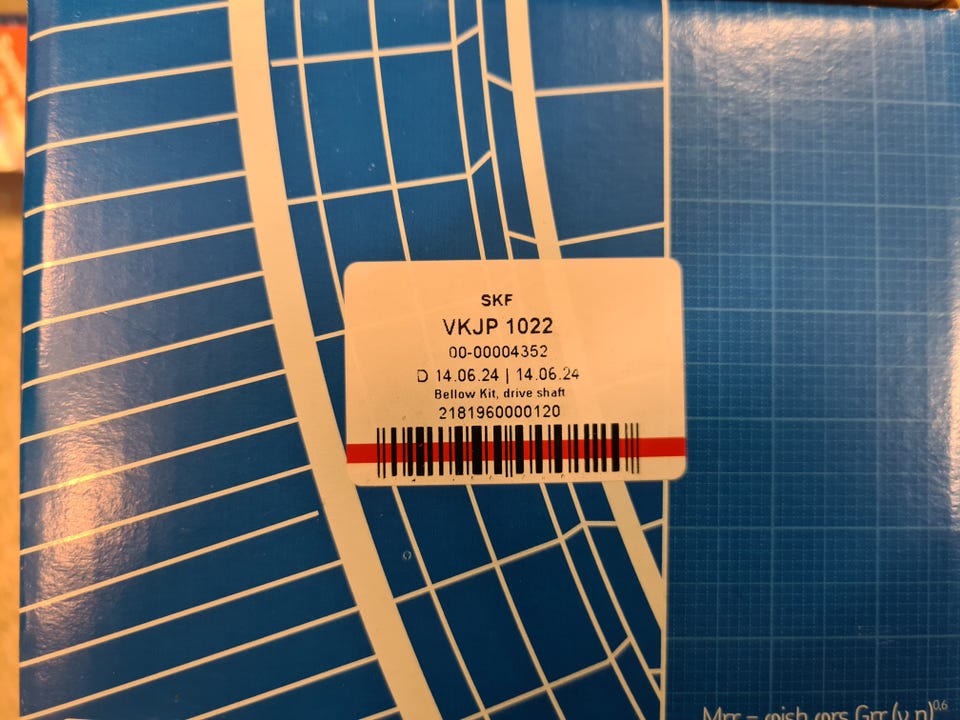 SKF
VKJP 1022
00-00004352
D 14.06.24 | 14.06.24
Bellow Kit, drive shaft
2181960000120